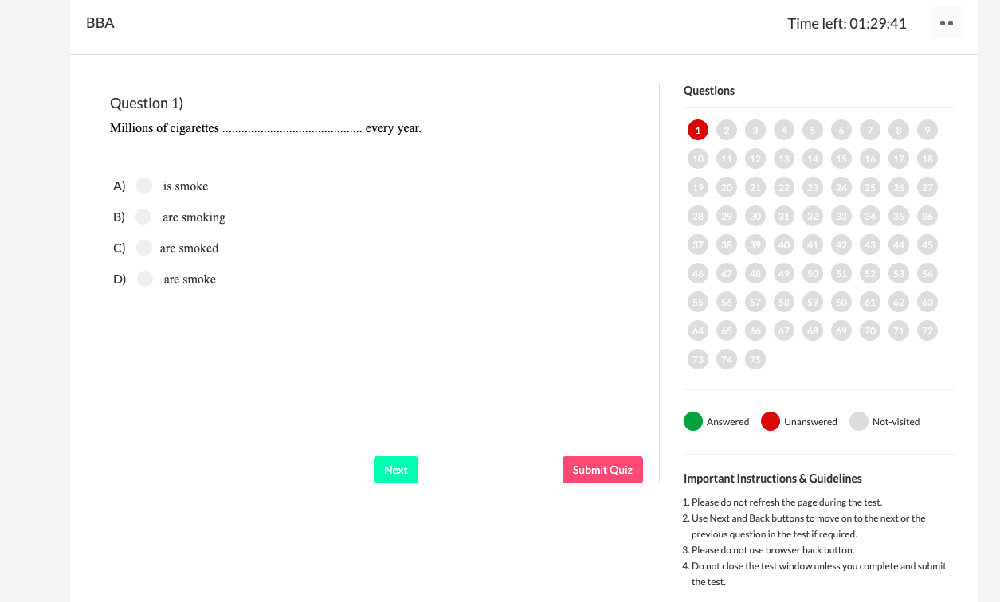 BBA
Time left: 01:29:41
Question 1)
Millions of cigarettes ............................................ every year.
A) is smoke
B) are smoking
C) are smoked
D) are smoke
Next
Submit Quiz
Questions
1 2 3 4 5 6 7 8 9
10 11 12 13 14 15 16 17 18
19 20 21 22 23 24 25 26 27
28 29 30 31 32 33 34 35 36
37 38 39 40 41 42 43 44 45
46 47 48 49 50 51 52 53 54
55 56 57 58 59 60 61 62 63
64 65 66 67 68 69 70 71 72
73 74 75
Answered Unanswered Not-visited
Important Instructions & Guidelines
1. Please do not refresh the page during the test.
2. Use Next and Back buttons to move on to the next or the
previous question in the test if required.
3. Please do not use browser back button.
4. Do not close the test window unless you complete and submit
the test.